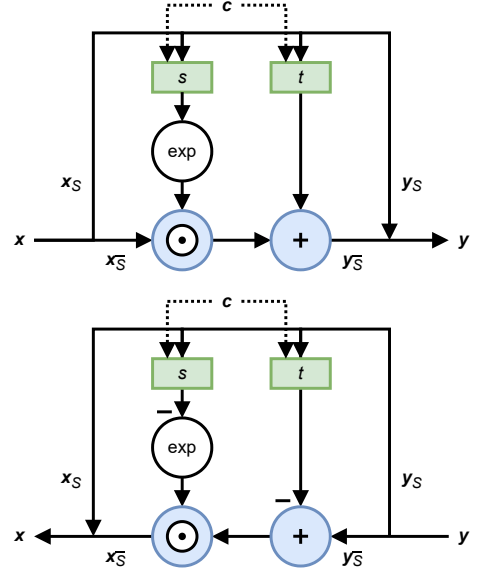 c
s t
exp
x_S y_S
x ⊙ + y
x_S̅ y_S̅
c
s t
− exp
x_S y_S
−
x ⊙ + y
x_S̅ y_S̅